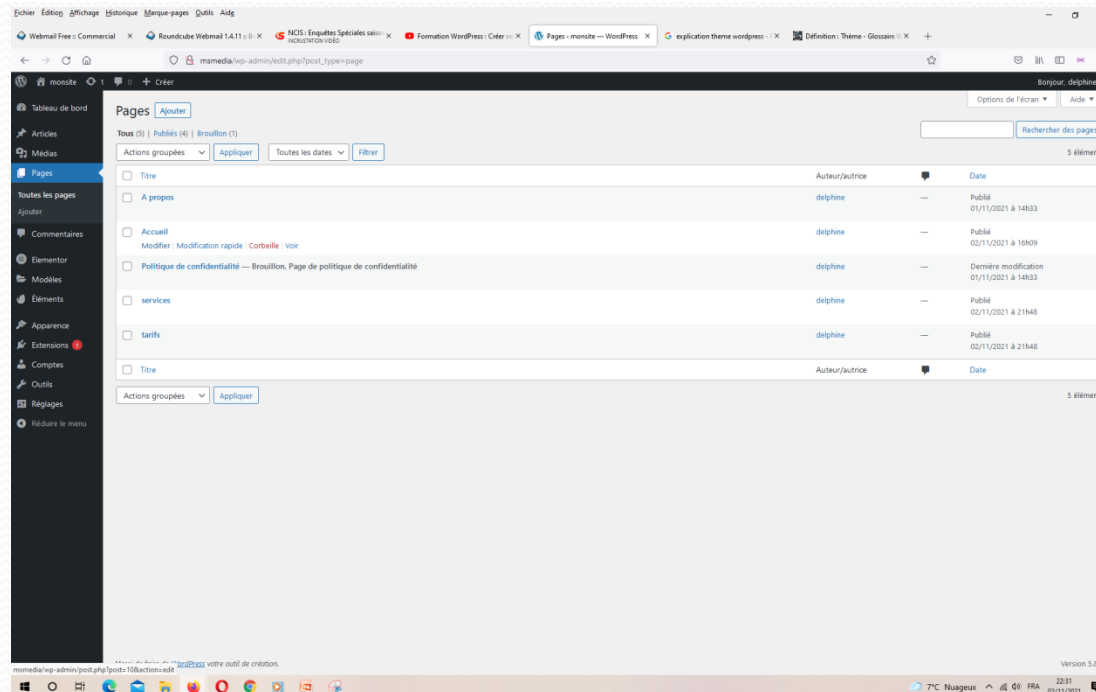 Fichier Édition Affichage Historique Marque-pages Outils Aide
Webmail Free :: Commercial
Roundcube Webmail 1.4.11 ::
NCIS : Enquêtes Spéciales
INCRUSTATION VIDÉO
Formation WordPress : Créer
Pages ‹ monsite — WordPress
explication theme wordpress -
Définition : Thème - Glossaire
msmedia/wp-admin/edit.php?post_type=page
monsite 1 0 + Créer
Bonjour, delphine
Tableau de bord
Articles
Médias
Pages
Toutes les pages
Ajouter
Commentaires
Elementor
Modèles
Éléments
Apparence
Extensions 1
Comptes
Outils
Réglages
Réduire le menu
Options de l'écran Aide
Pages Ajouter
Tous (5) | Publiés (4) | Brouillon (1)
Rechercher des pages
Actions groupées Appliquer Toutes les dates Filtrer
5 élémen
Titre Auteur/autrice Date
A propos delphine — Publié
01/11/2021 à 14h33
Accueil delphine — Publié
Modifier | Modification rapide | Corbeille | Voir 02/11/2021 à 16h09
Politique de confidentialité — Brouillon, Page de politique de confidentialité delphine — Dernière modification
01/11/2021 à 14h33
services delphine — Publié
02/11/2021 à 21h48
tarifs delphine — Publié
02/11/2021 à 21h48
Titre Auteur/autrice Date
Actions groupées Appliquer
5 élémen
WordPress votre outil de création.
Version 5.8
msmedia/wp-admin/post.php?post=10&action=edit
7°C Nuageux FRA 22:31
02/11/2021